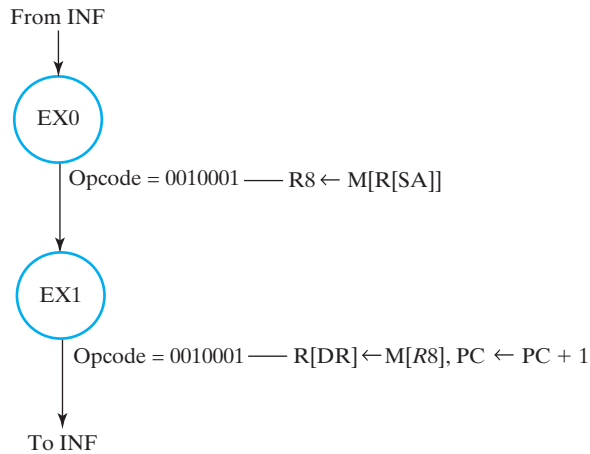 From INF
EX0
Opcode = 0010001 — R8 ← M[R[SA]]
EX1
Opcode = 0010001 — R[DR] ← M[R8], PC ← PC + 1
To INF